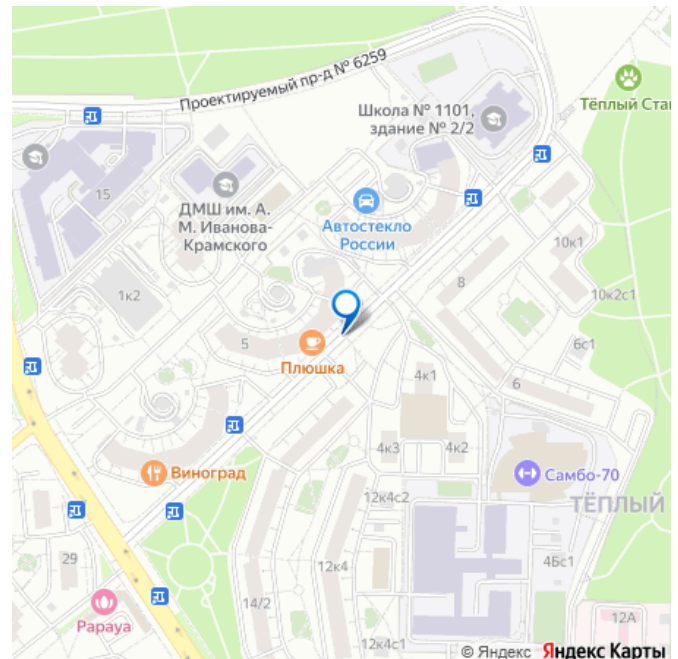 Проектируемый пр-д № 6259
Тёплый Стан
Школа № 1101,
здание № 2/2
15
ДМШ им. А.
М. Иванова-
Крамского
Автостекло
России
10к1
8
10к2с1
1к2
5
Плюшка
6с1
4к1
6
4к3
4к2
Виноград
Самбо-70
12к4с2
ТЁПЛЫЙ
29
12к4
4Бс1
14/2
Papaya
12А
12к4с1
© Яндекс Яндекс Карты